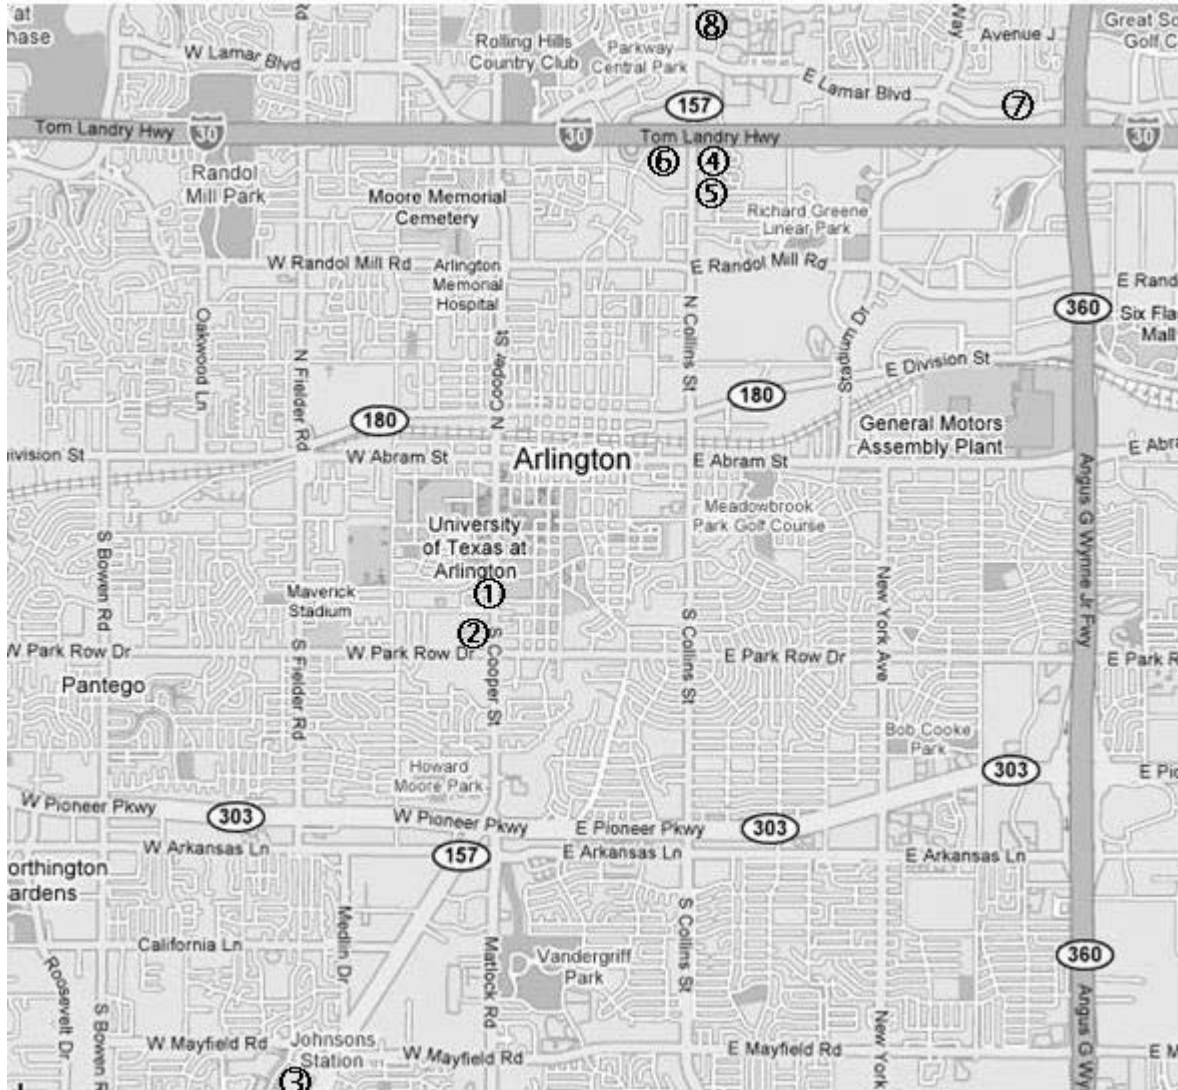 at
hase
W Lamar Blvd
Rd
Rolling Hills
Country Club
Parkway
Central Park
⑧
Way
Avenue J
Great Sc
Golf C
E Lamar Blvd
⑦
157
Tom Landry Hwy
30
30
Tom Landry Hwy
30
⑥
④
⑤
Randol
Mill Park
Moore Memorial
Cemetery
Richard Greene
Linear Park
W Randol Mill Rd
Arlington
Memorial
Hospital
E Randol Mill Rd
E Rand
360
Six Fla
Mall
Oakwood Ln
N Fielder Rd
N Cooper St
N Collins St
Stadium Dr
E Division St
180
180
General Motors
Assembly Plant
ivision St
W Abram St
Arlington
E Abram St
E Abra
Angus G Wynne Jr Fwy
University
of Texas at
Arlington
Meadowbrook
Park Golf Course
S Bowen Rd
Maverick
Stadium
①
②
New York Ave
W Park Row Dr
W Park Row Dr
E Park Row Dr
E Park R
S Fielder Rd
S Cooper St
S Collins St
Pantego
Bob Cooke
Park
Howard
Moore Park
303
E Pio
W Pioneer Pkwy
303
W Pioneer Pkwy
E Pioneer Pkwy
303
W Arkansas Ln
157
E Arkansas Ln
E Arkansas Ln
orthington
ardens
Medlin Dr
S Collins St
California Ln
Matlock Rd
Vandergriff
Park
360
Roosevelt Dr
S Bowen R
W Mayfield Rd
Johnsons
Station
W Mayfield Rd
E Mayfield Rd
New York
Angus G W
E M
③